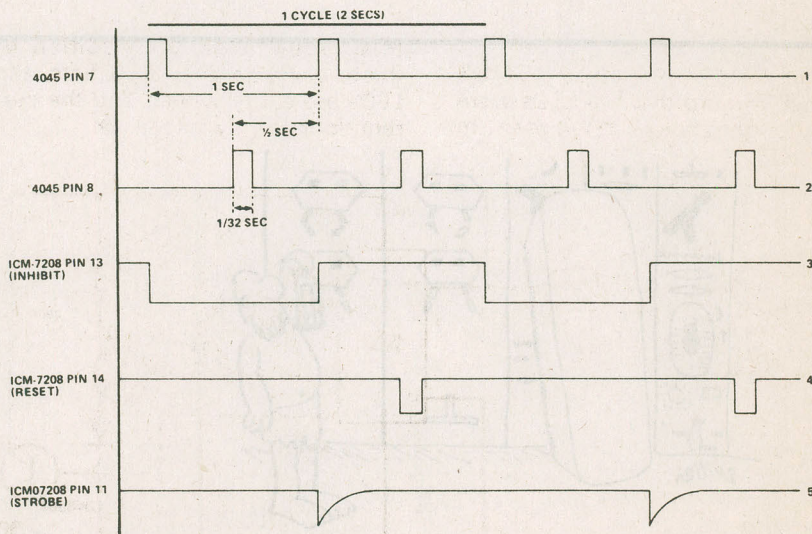 1 CYCLE (2 SECS)
4045 PIN 7
1
1 SEC
½ SEC
4045 PIN 8
2
1/32 SEC
ICM-7208 PIN 13
(INHIBIT)
3
ICM-7208 PIN 14
(RESET)
4
ICM07208 PIN 11
(STROBE)
5